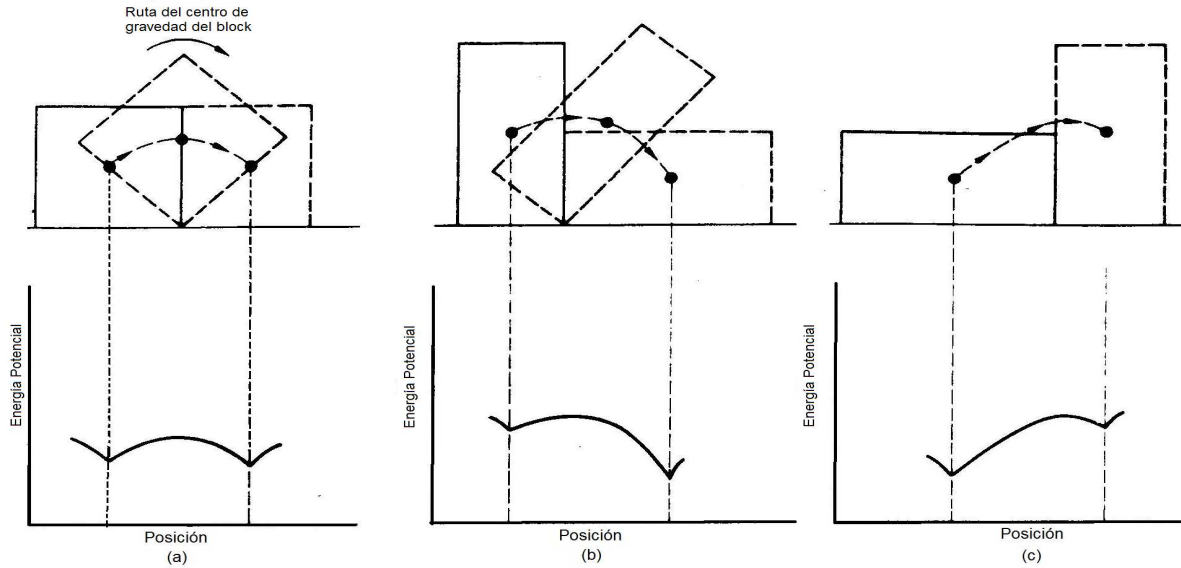 Ruta del centro de
gravedad del block
Energía Potencial
Posición
(a)
Energía Potencial
Posición
(b)
Energía Potencial
Posición
(c)